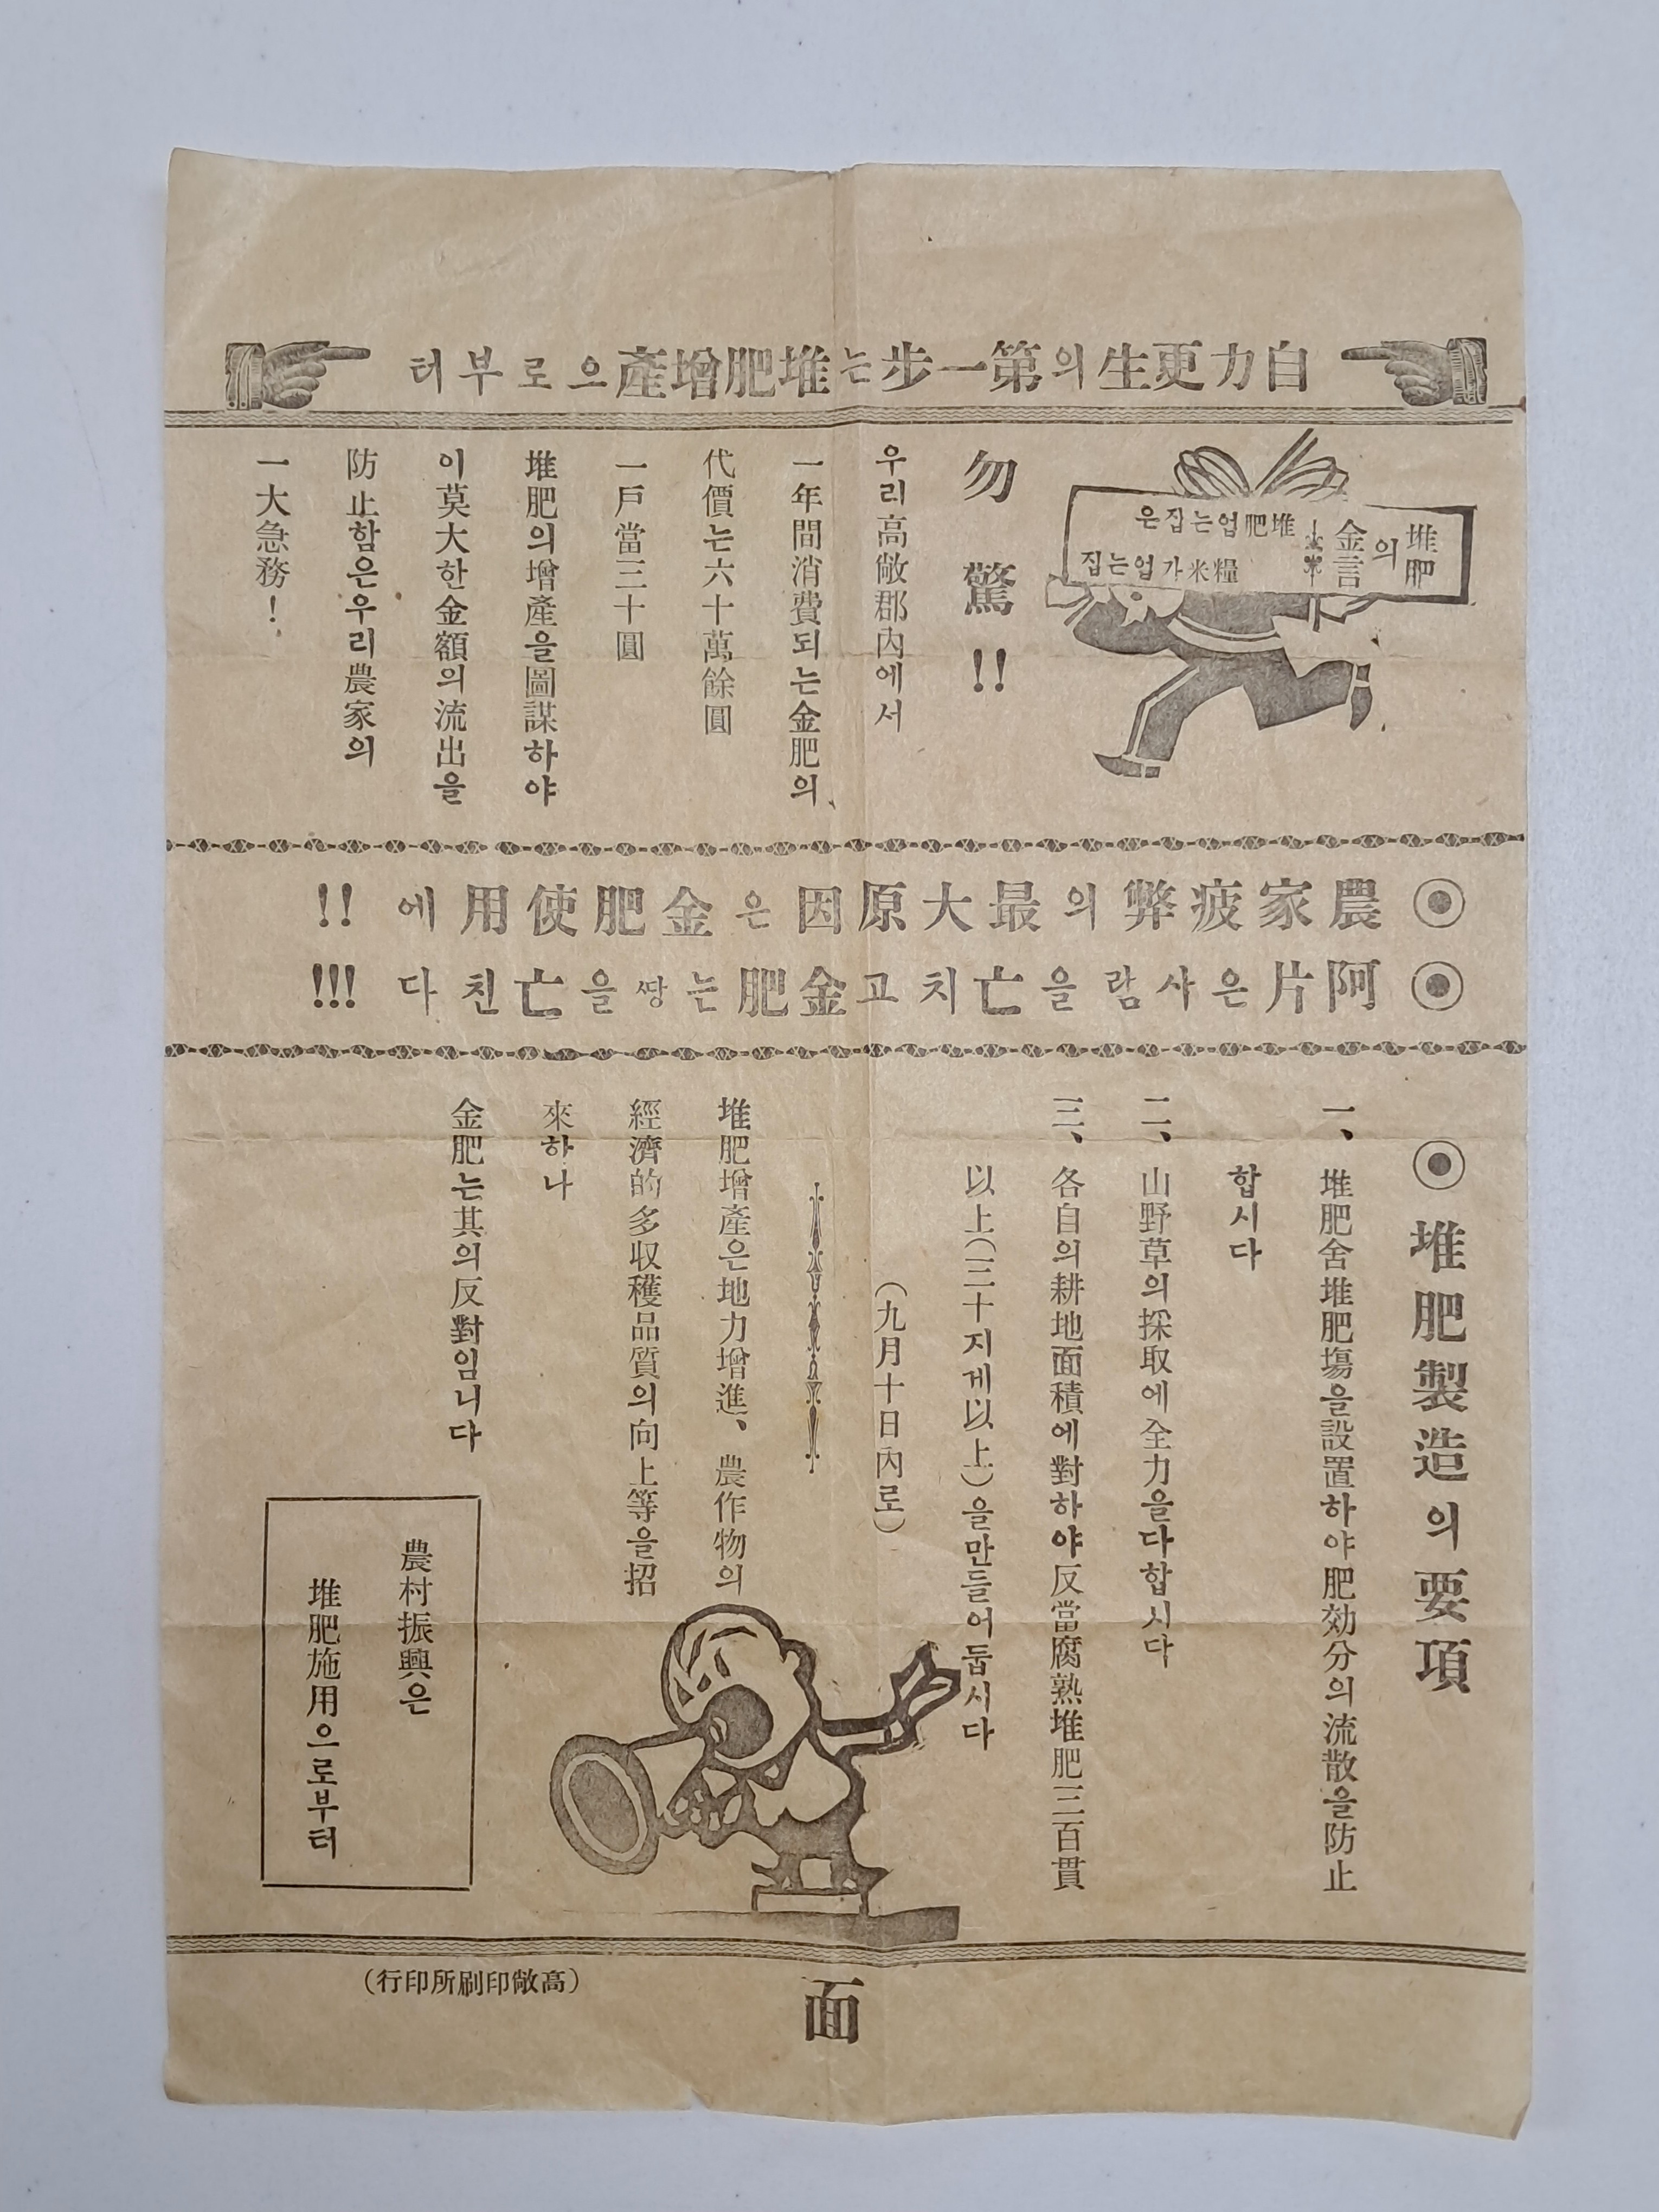 自力更生의第一步는堆肥增產으로부터
堆肥의
金言
堆肥업는집은
糧米가업는집
勿驚!!
우리高敞郡內에서
一年間消費되는金肥의
代價는六十萬餘圓
一戶當三十圓
堆肥의增產을圖謀하야
이莫大한金額의流出을
防止함은우리農家의
一大急務!
◉農家疲弊의最大原因은金肥使用에!!
◉阿片은사람을亡치고金肥는땅을亡친다!!!
◉堆肥製造의要項
一、堆肥舍堆肥場을設置하야肥効分의流散을防止
합시다
二、山野草의採取에全力을다합시다
三、各自의耕地面積에對하야反當腐熟堆肥三百貫
以上(三十지게以上)을만들어둡시다
(九月十日內로)
堆肥增產은地力增進、農作物의
經濟的多収穫品質의向上等을招
來하나
金肥는其의反對임니다
農村振興은
堆肥施用으로부터
面
(高敞印刷所印行)